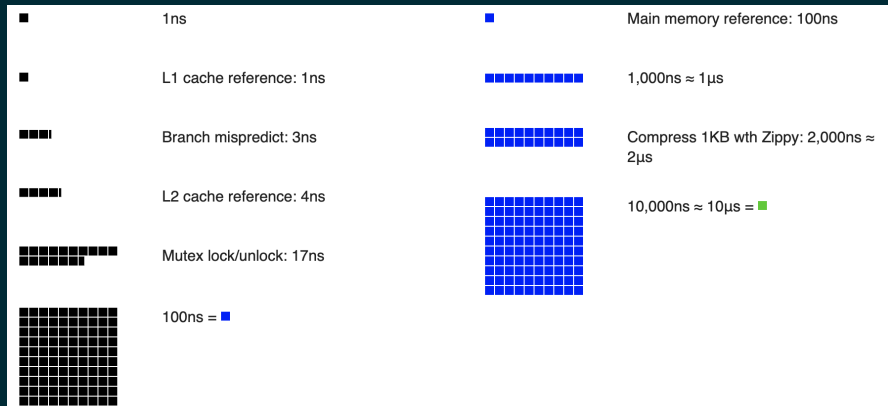 1ns
L1 cache reference: 1ns
Branch mispredict: 3ns
L2 cache reference: 4ns
Mutex lock/unlock: 17ns
100ns =
Main memory reference: 100ns
1,000ns ≈ 1μs
Compress 1KB wth Zippy: 2,000ns ≈
2μs
10,000ns ≈ 10μs =